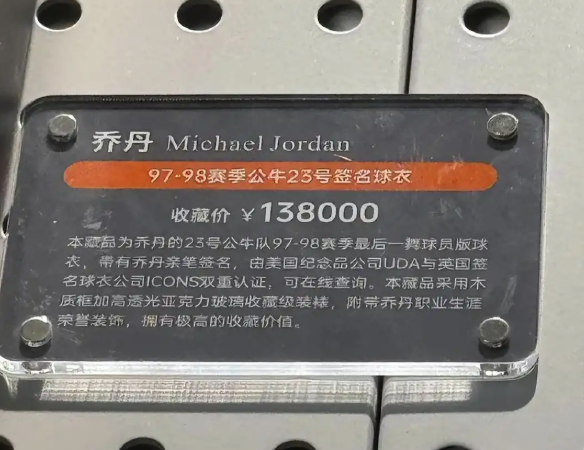 乔丹 Michael Jordan
97-98赛季公牛23号签名球衣
收藏价 ￥138000
本藏品为乔丹的23号公牛队97-98赛季最后一舞球员版球
衣，带有乔丹亲笔签名，由美国纪念品公司UDA与英国签
名球衣公司ICONS双重认证，可在线查询。本藏品采用木
质框加高透光亚克力玻璃收藏级装裱，附带乔丹职业生涯
荣誉装饰，拥有极高的收藏价值。